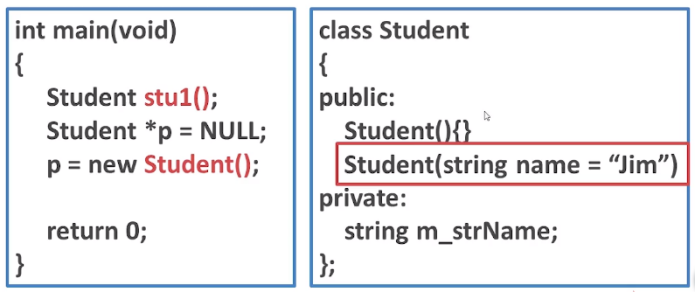 int main(void)
{
Student stu1();
Student *p = NULL;
p = new Student();
return 0;
}
class Student
{
public:
Student(){}
Student(string name = “Jim”)
private:
string m_strName;
};